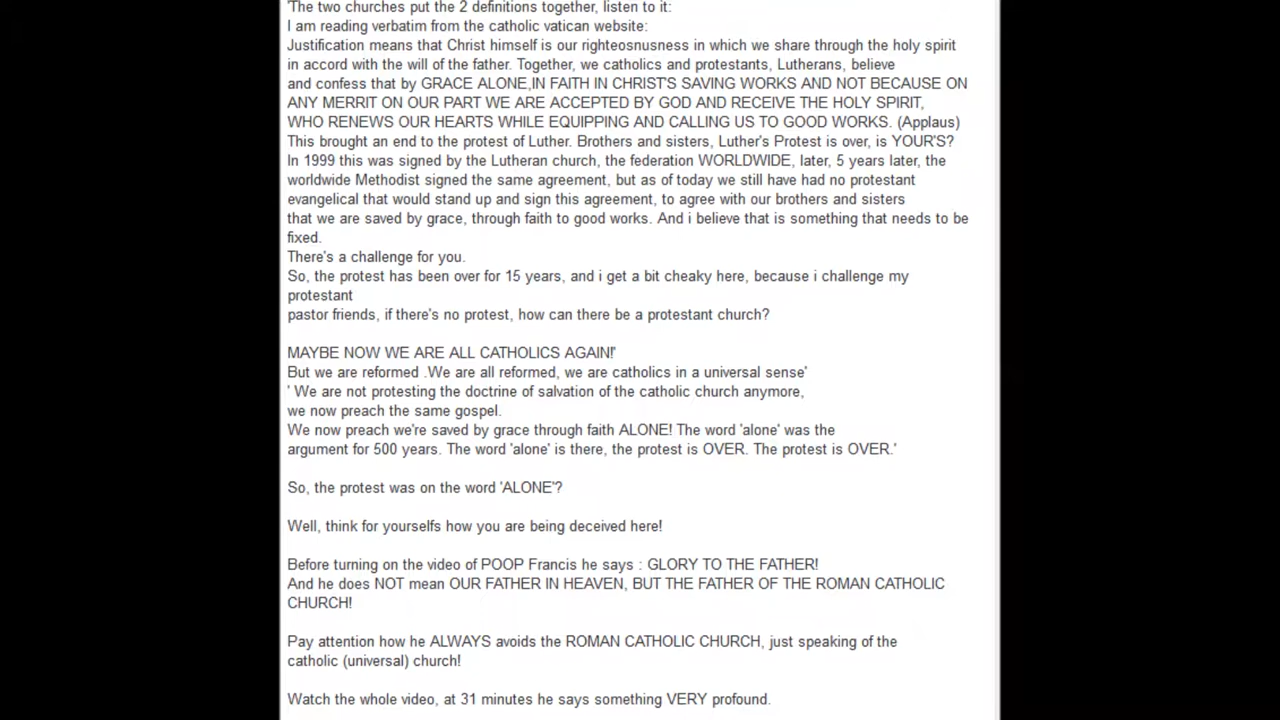 'The two churches put the 2 definitions together, listen to it:
I am reading verbatim from the catholic vatican website:
Justification means that Christ himself is our righteosnusness in which we share through the holy spirit
in accord with the will of the father. Together, we catholics and protestants, Lutherans, believe
and confess that by GRACE ALONE,IN FAITH IN CHRIST'S SAVING WORKS AND NOT BECAUSE ON
ANY MERRIT ON OUR PART WE ARE ACCEPTED BY GOD AND RECEIVE THE HOLY SPIRIT,
WHO RENEWS OUR HEARTS WHILE EQUIPPING AND CALLING US TO GOOD WORKS. (Applaus)
This brought an end to the protest of Luther. Brothers and sisters, Luther's Protest is over, is YOUR'S?
In 1999 this was signed by the Lutheran church, the federation WORLDWIDE, later, 5 years later, the
worldwide Methodist signed the same agreement, but as of today we still have had no protestant
evangelical that would stand up and sign this agreement, to agree with our brothers and sisters
that we are saved by grace, through faith to good works. And i believe that is something that needs to be
fixed.
There's a challenge for you.
So, the protest has been over for 15 years, and i get a bit cheaky here, because i challenge my
protestant
pastor friends, if there's no protest, how can there be a protestant church?
MAYBE NOW WE ARE ALL CATHOLICS AGAIN!'
But we are reformed .We are all reformed, we are catholics in a universal sense'
' We are not protesting the doctrine of salvation of the catholic church anymore,
we now preach the same gospel.
We now preach we're saved by grace through faith ALONE! The word 'alone' was the
argument for 500 years. The word 'alone' is there, the protest is OVER. The protest is OVER.'
So, the protest was on the word 'ALONE'?
Well, think for yourselfs how you are being deceived here!
Before turning on the video of POOP Francis he says : GLORY TO THE FATHER!
And he does NOT mean OUR FATHER IN HEAVEN, BUT THE FATHER OF THE ROMAN CATHOLIC
CHURCH!
Pay attention how he ALWAYS avoids the ROMAN CATHOLIC CHURCH, just speaking of the
catholic (universal) church!
Watch the whole video, at 31 minutes he says something VERY profound.